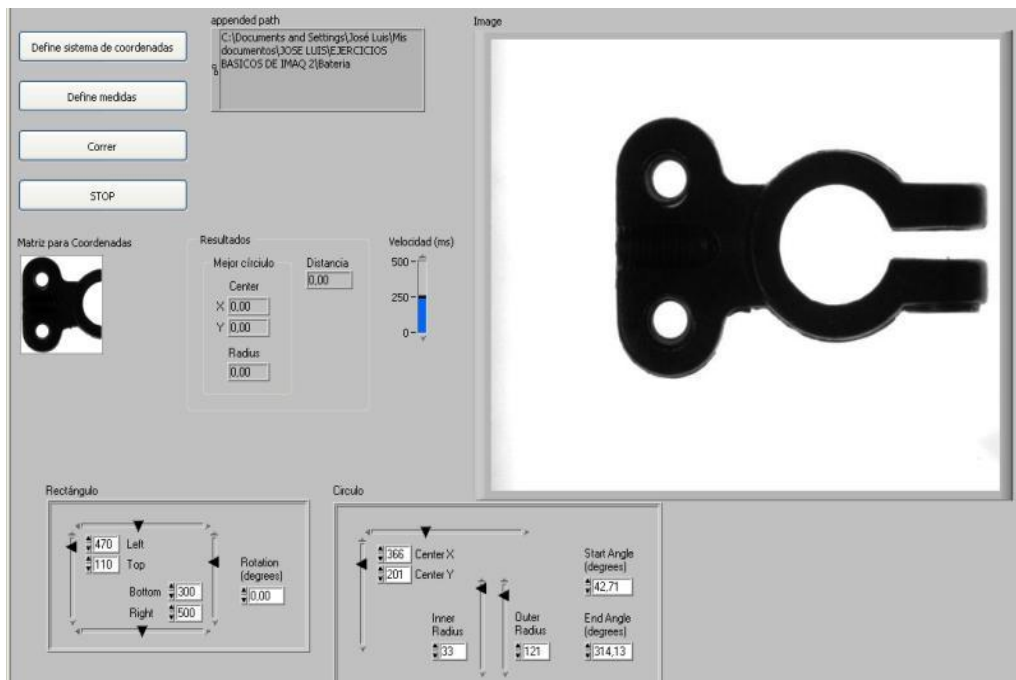 appended path
C:\Documents and Settings\José Luis\Mis
documentos\JOSE LUIS\EJERCICIOS
BASICOS DE IMAQ 2\Bateria
Image
Define sistema de coordenadas
Define medidas
Correr
STOP
Matriz para Coordenadas
Resultados
Mejor círciulo
Center
X 0,00
Y 0,00
Radius
0,00
Distancia
0,00
Velocidad (ms)
500
250
0
Rectángulo
470 Left
110 Top
Bottom 300
Right 500
Rotation
(degrees)
0,00
Circulo
366 Center X
201 Center Y
Inner
Radius
33
Outer
Radius
121
Start Angle
(degrees)
42,71
End Angle
(degrees)
314,13